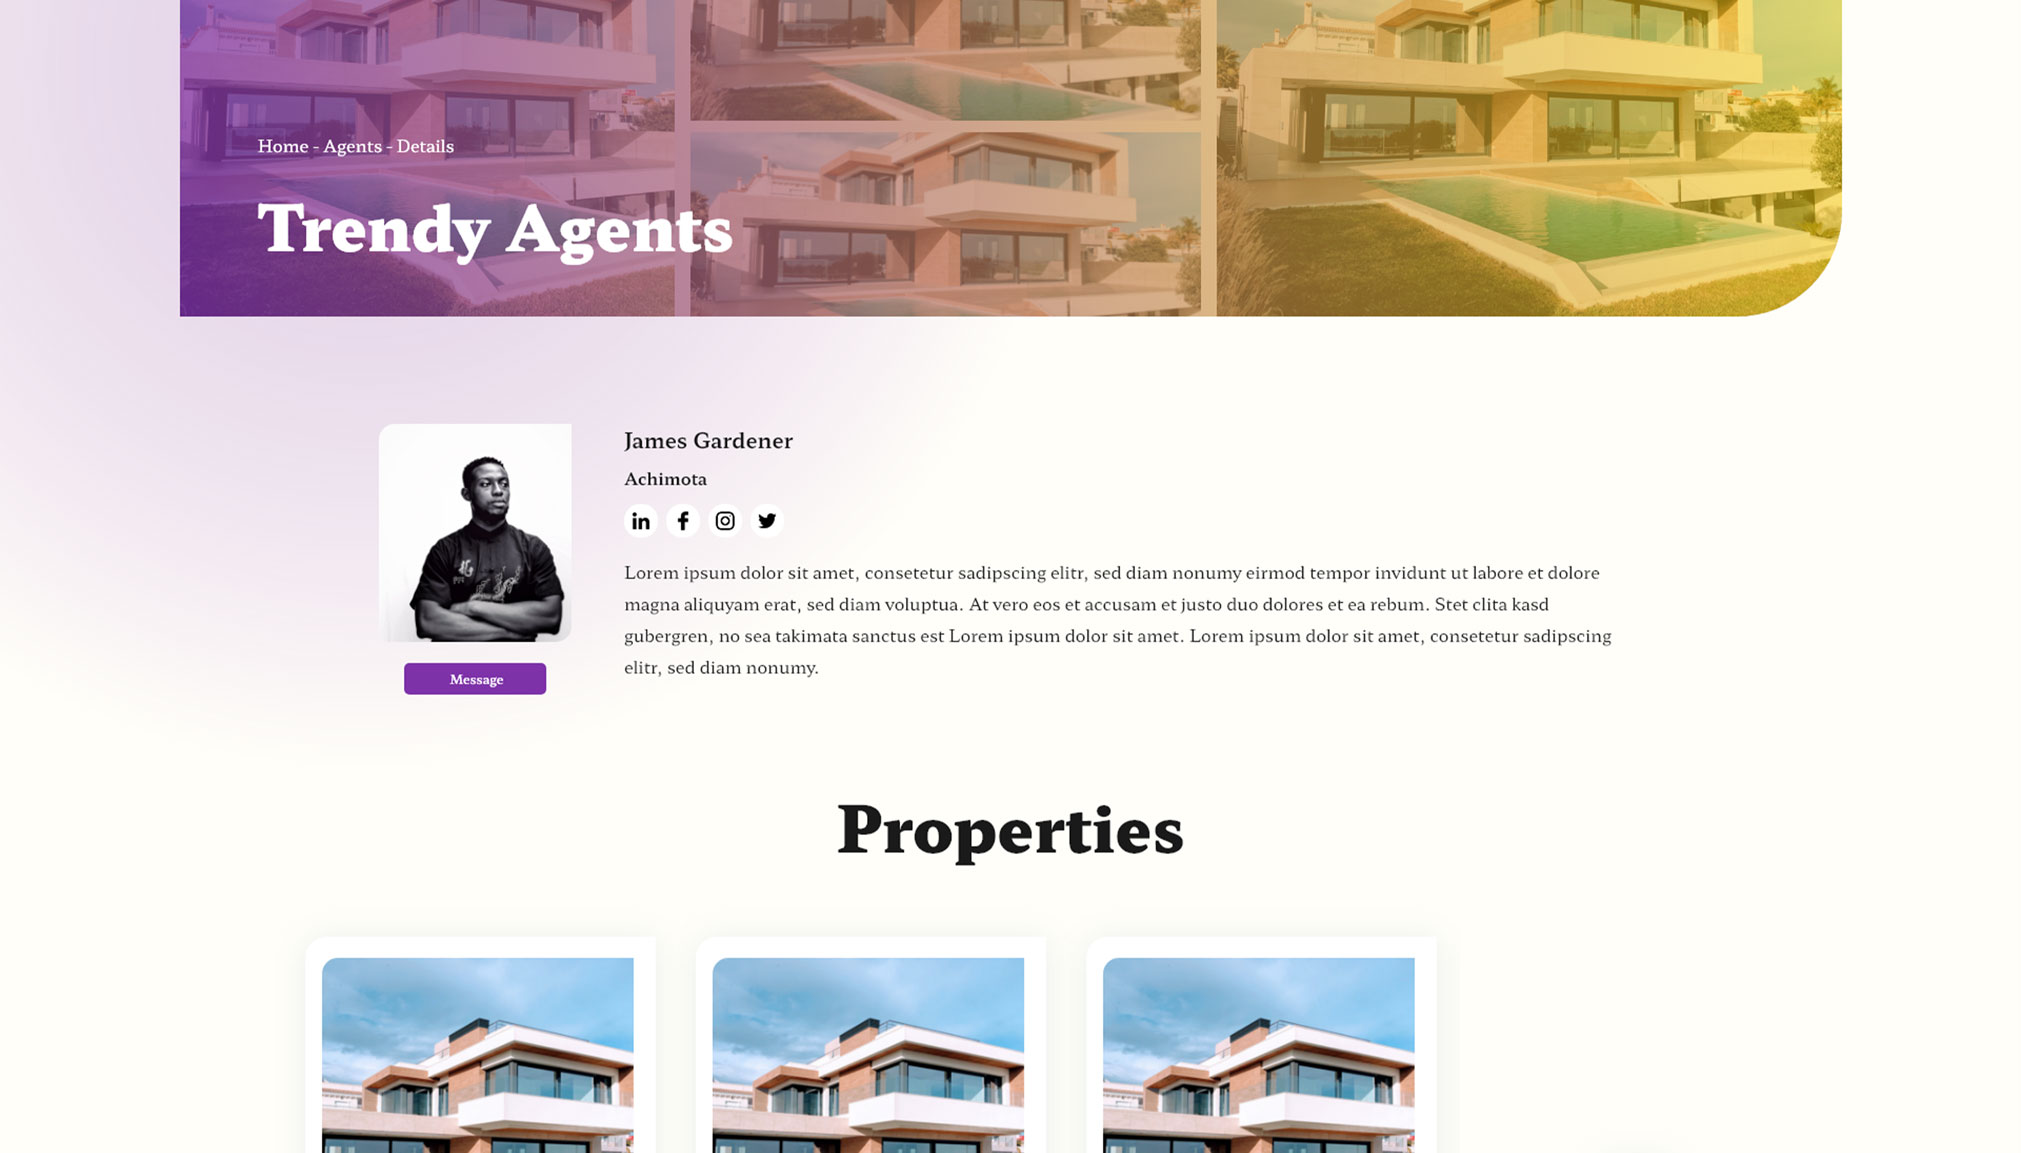 Home - Agents - Details
Trendy Agents
James Gardener
Achimota
Lorem ipsum dolor sit amet, consetetur sadipscing elitr, sed diam nonumy eirmod tempor invidunt ut labore et dolore
magna aliquyam erat, sed diam voluptua. At vero eos et accusam et justo duo dolores et ea rebum. Stet clita kasd
gubergren, no sea takimata sanctus est Lorem ipsum dolor sit amet. Lorem ipsum dolor sit amet, consetetur sadipscing
elitr, sed diam nonumy.
Message
Properties